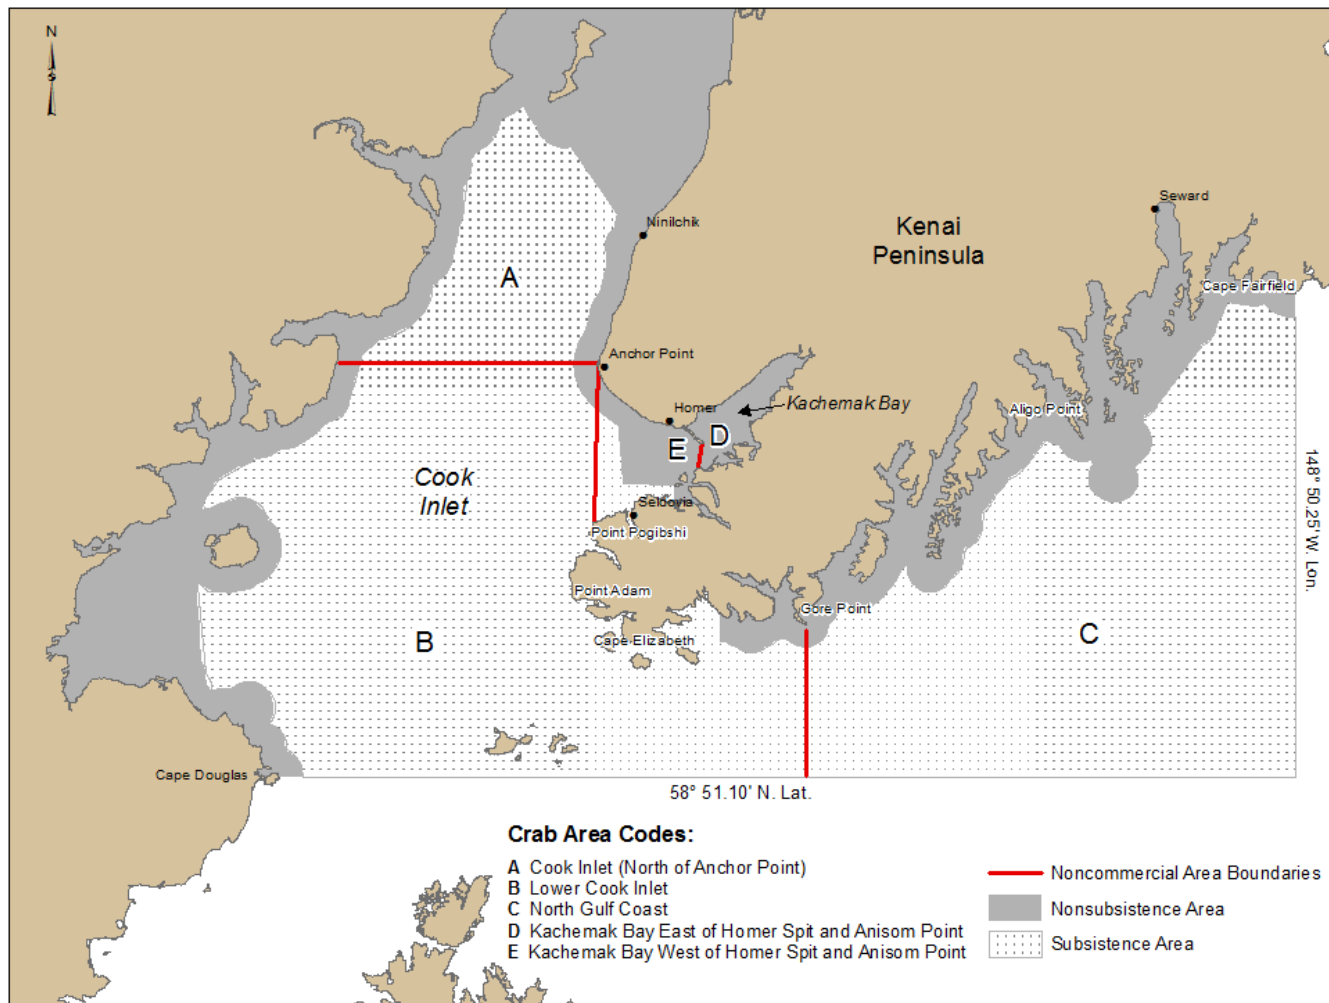 N
S
Seward
Ninilchik
Kenai
Peninsula
A
Cape Fairfield
Anchor Point
Homer
Kachemak Bay
Aligo Point
D
E
Cook
Inlet
148° 50.25' W. Lon.
Seldovia
Point Pogibshi
Point Adam
Gore Point
B
Cape Elizabeth
C
Cape Douglas
58° 51.10' N. Lat.
Crab Area Codes:
A Cook Inlet (North of Anchor Point)
B Lower Cook Inlet
C North Gulf Coast
D Kachemak Bay East of Homer Spit and Anisom Point
E Kachemak Bay West of Homer Spit and Anisom Point
Noncommercial Area Boundaries
Nonsubsistence Area
Subsistence Area